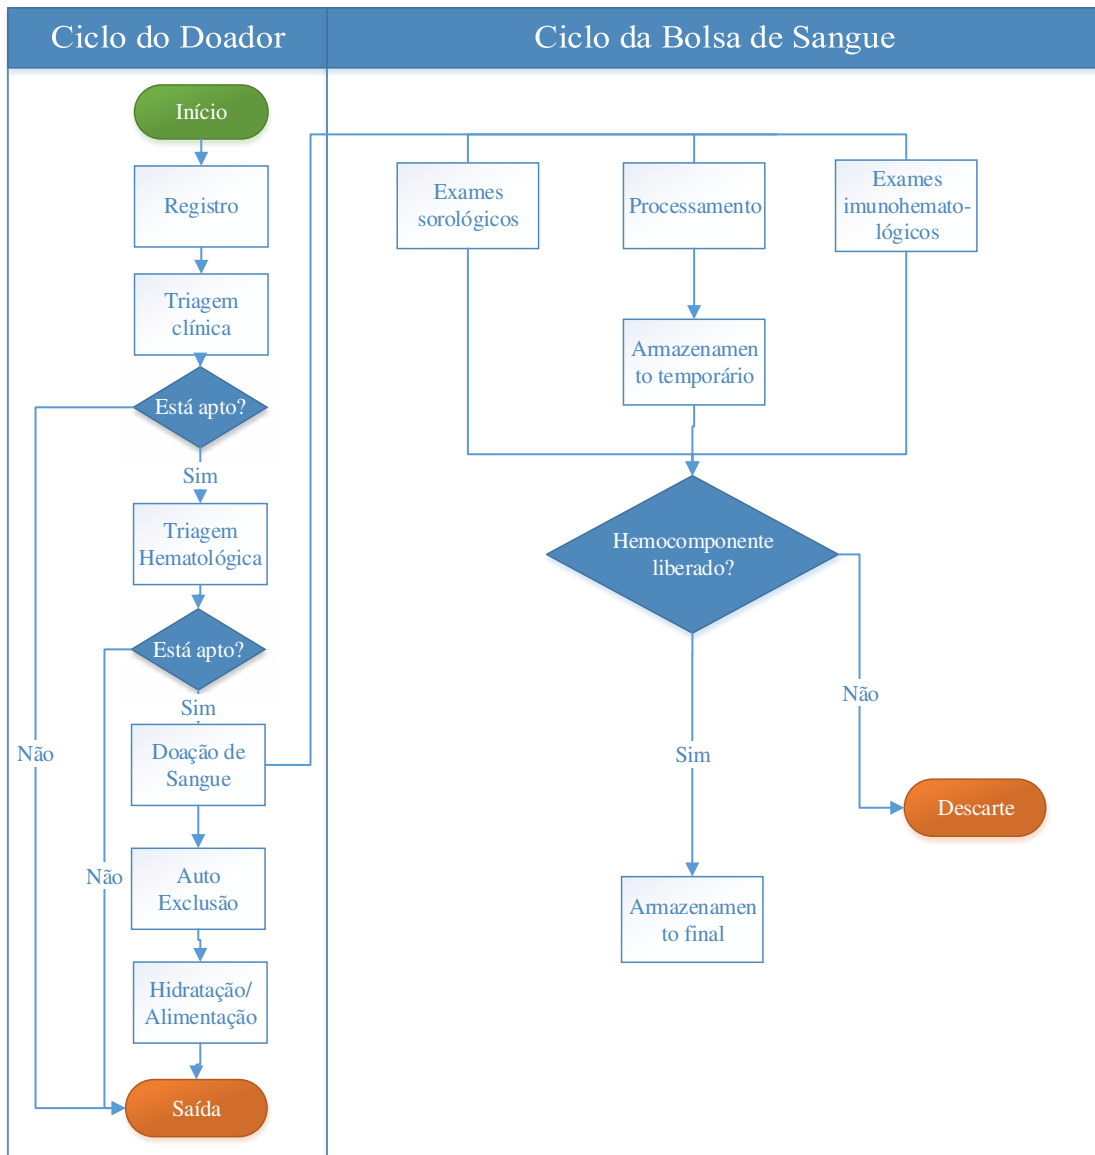 Ciclo do Doador
Ciclo da Bolsa de Sangue
Início
Registro
Triagem
clínica
Está apto?
Sim
Triagem
Hematológica
Está apto?
Sim
Não
Doação de
Sangue
Não
Auto
Exclusão
Hidratação/
Alimentação
Saída
Exames
sorológicos
Processamento
Exames
imunohemato-
lógicos
Armazenamen
to temporário
Hemocomponente
liberado?
Não
Sim
Descarte
Armazenamen
to final